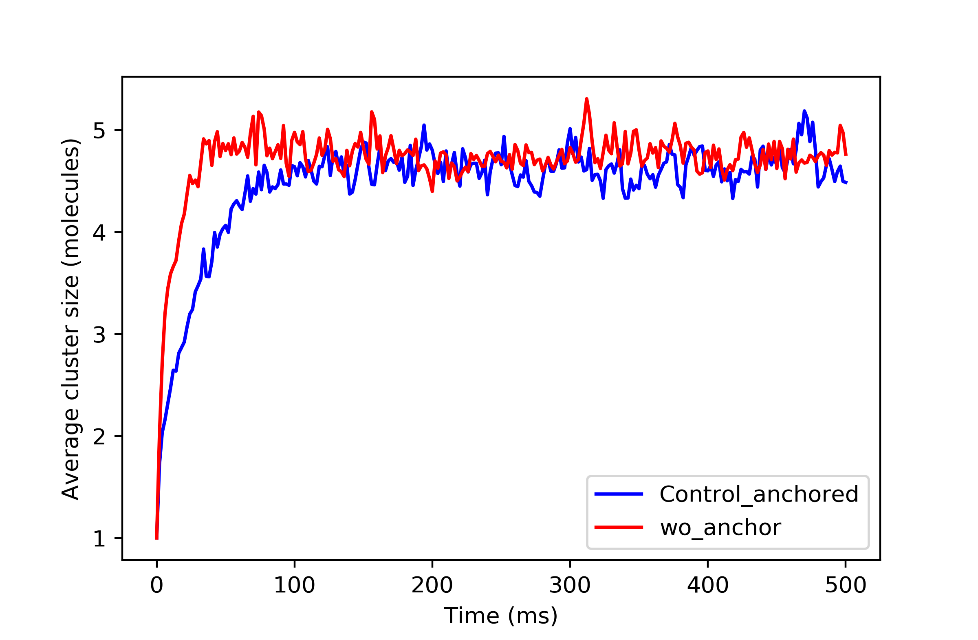 Average cluster size (molecules)
5
4
3
2
1
0 100 200 300 400 500
Time (ms)
Control_anchored
wo_anchor